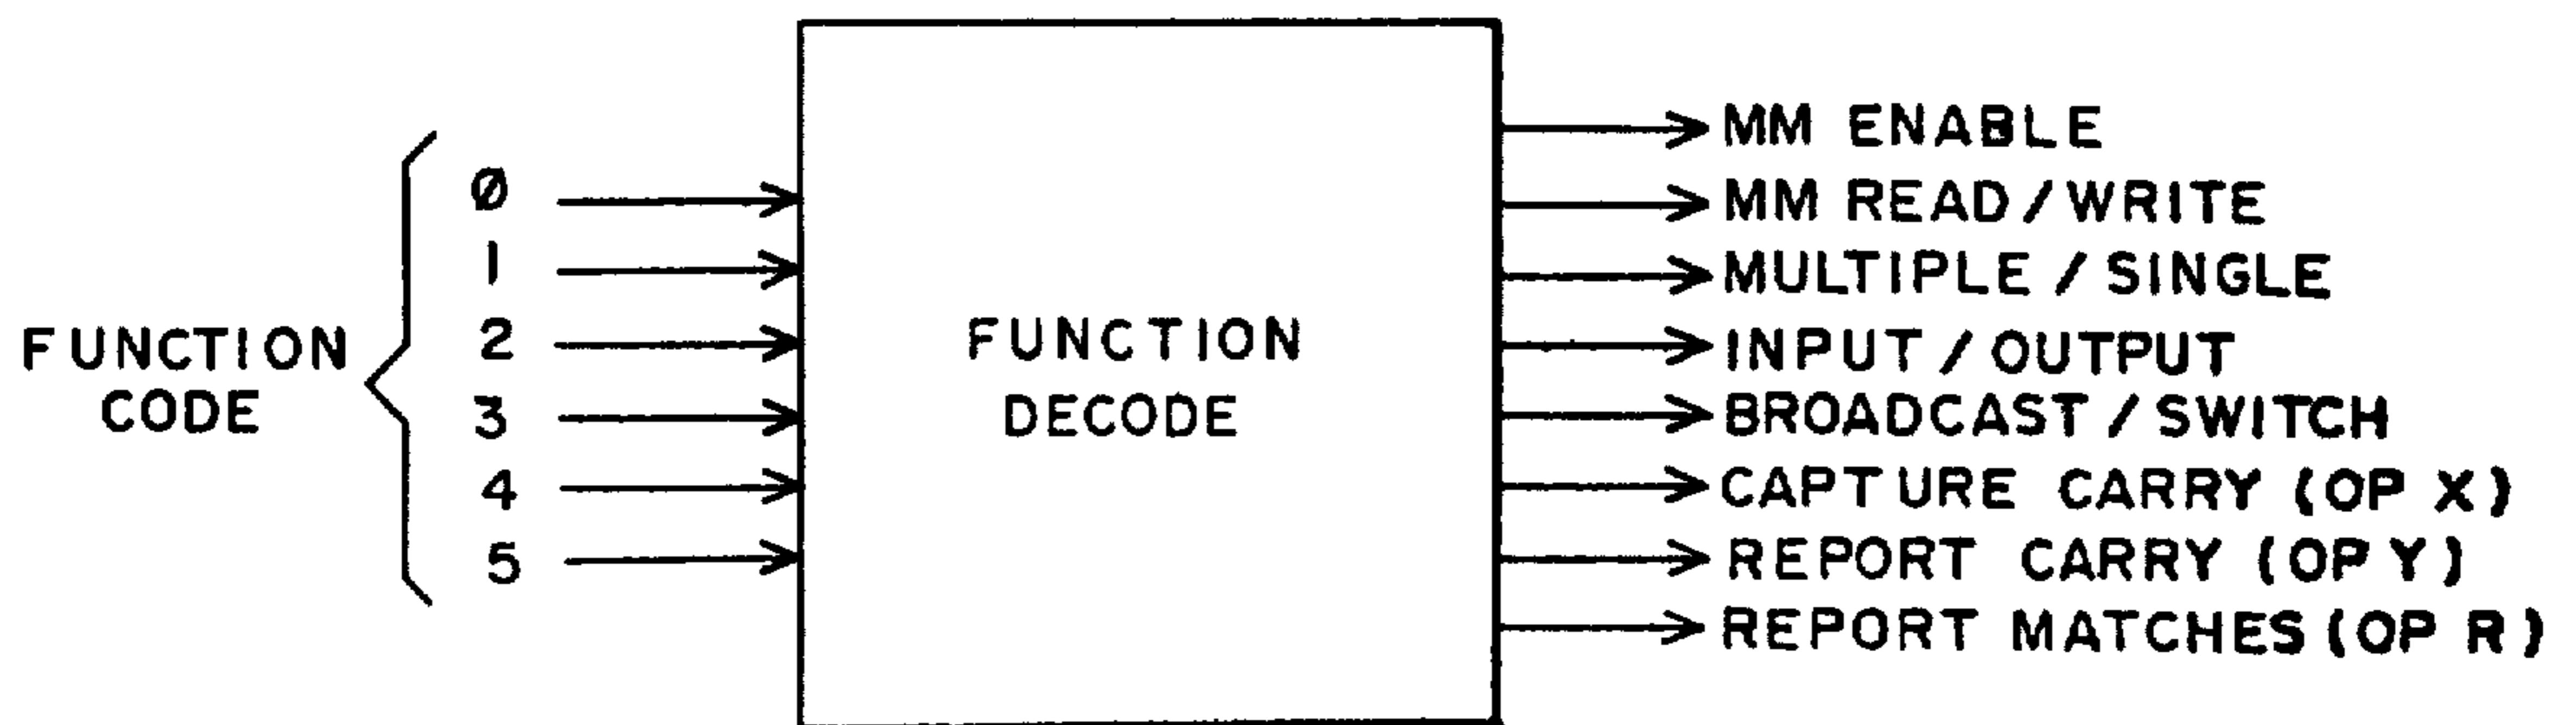 FUNCTION
CODE
Ø
1
2
3
4
5
FUNCTION
DECODE
MM ENABLE
MM READ / WRITE
MULTIPLE / SINGLE
INPUT / OUTPUT
BROADCAST / SWITCH
CAPTURE CARRY (OP X)
REPORT CARRY (OP Y)
REPORT MATCHES (OP R)